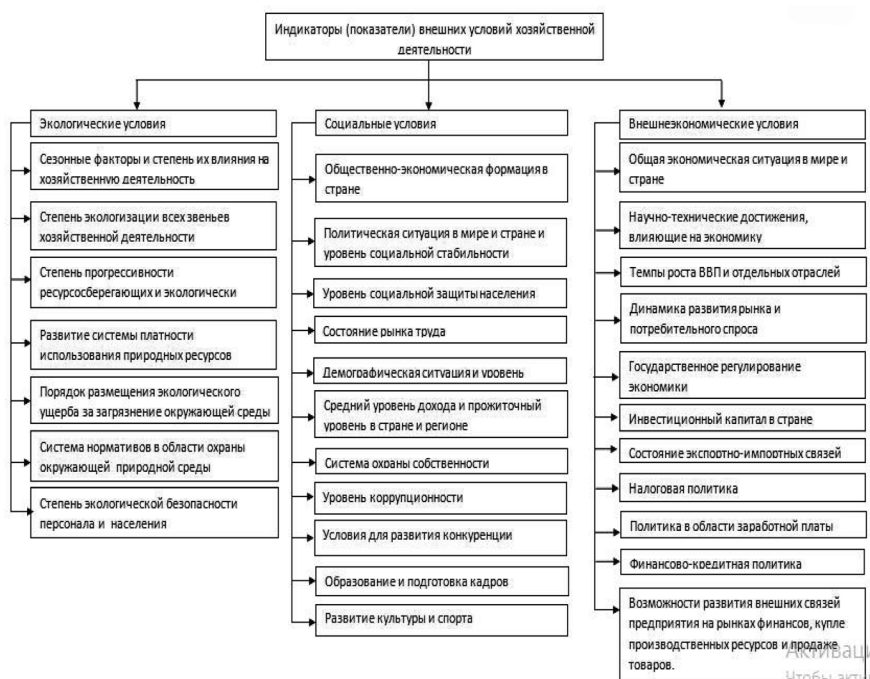 Индикаторы (показатели) внешних условий хозяйственной
деятельности
Экологические условия
Сезонные факторы и степень их влияния на
хозяйственную деятельность
Степень экологизации всех звеньев
хозяйственной деятельности
Степень прогрессивности
ресурсосберегающих и экологически
Развитие системы платности
использования природных ресурсов
Порядок размещения экологического
ущерба за загрязнение окружающей среды
Система нормативов в области охраны
окружающей природной среды
Степень экологической безопасности
персонала и населения
Социальные условия
Общественно-экономическая формация в
стране
Политическая ситуация в мире и стране и
уровень социальной стабильности
Уровень социальной защиты населения
Состояние рынка труда
Демографическая ситуация и уровень
Средний уровень дохода и прожиточный
уровень в стране и регионе
Система охраны собственности
Уровень коррупционности
Условия для развития конкуренции
Образование и подготовка кадров
Развитие культуры и спорта
Внешнеэкономические условия
Общая экономическая ситуация в мире и
стране
Научно-технические достижения,
влияющие на экономику
Темпы роста ВВП и отдельных отраслей
Динамика развития рынка и
потребительного спроса
Государственное регулирование
экономики
Инвестиционный капитал в стране
Состояние экспортно-импортных связей
Налоговая политика
Политика в области заработной платы
Финансово-кредитная политика
Возможности развития внешних связей
предприятия на рынках финансов, купле
производственных ресурсов и продаже
товаров.
Активаци